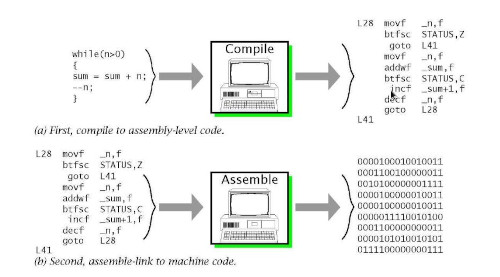 while(n>0)
{
sum = sum + n;
--n;
}
Compile
L28 movf _n,f
btfsc STATUS,Z
goto L41
movf _n,f
addwf _sum,f
btfsc STATUS,C
incf _sum+1,f
decf _n,f
goto L28
L41
(a) First, compile to assembly-level code.
L28 movf _n,f
btfsc STATUS,Z
goto L41
movf _n,f
addwf _sum,f
btfsc STATUS,C
incf _sum+1,f
decf _n,f
goto L28
L41
Assemble
0000100010010011
0001100100000011
0010100000001111
0000100000010011
0000010000010011
0000011110010100
0001100000000011
0000101010010101
0111100000000111
(b) Second, assemble-link to machine code.